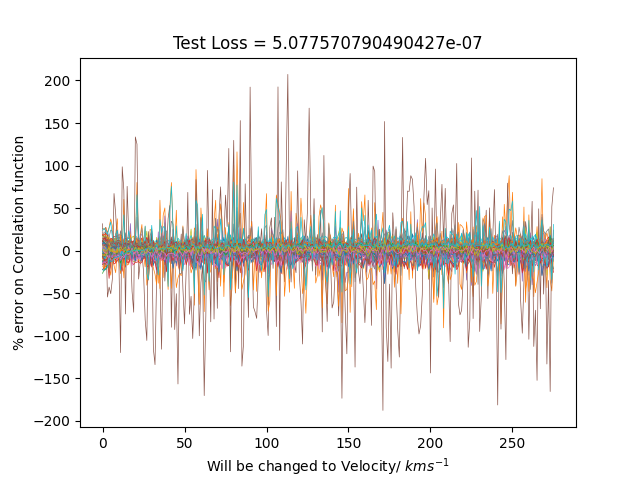 Test Loss = 5.077570790490427e-07
% error on Correlation function
200
150
100
50
0
−50
−100
−150
−200
0 50 100 150 200 250
Will be changed to Velocity/ kms⁻¹